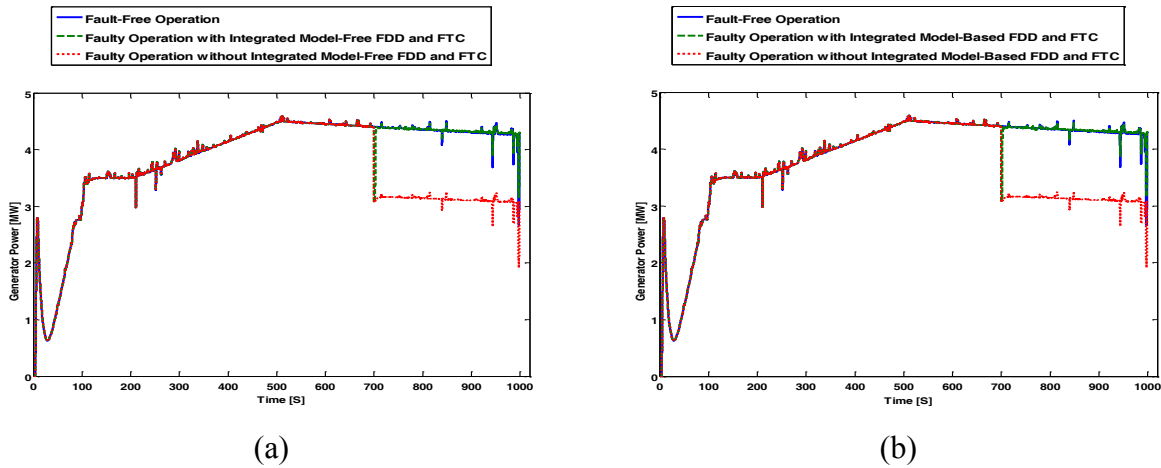 Fault-Free Operation
Faulty Operation with Integrated Model-Free FDD and FTC
Faulty Operation without Integrated Model-Free FDD and FTC
5
4
3
2
1
0
Generator Power [MW]
0 100 200 300 400 500 600 700 800 900 1000
Time [S]
(a)
Fault-Free Operation
Faulty Operation with Integrated Model-Based FDD and FTC
Faulty Operation without Integrated Model-Based FDD and FTC
5
4
3
2
1
0
Generator Power [MW]
0 100 200 300 400 500 600 700 800 900 1000
Time [S]
(b)